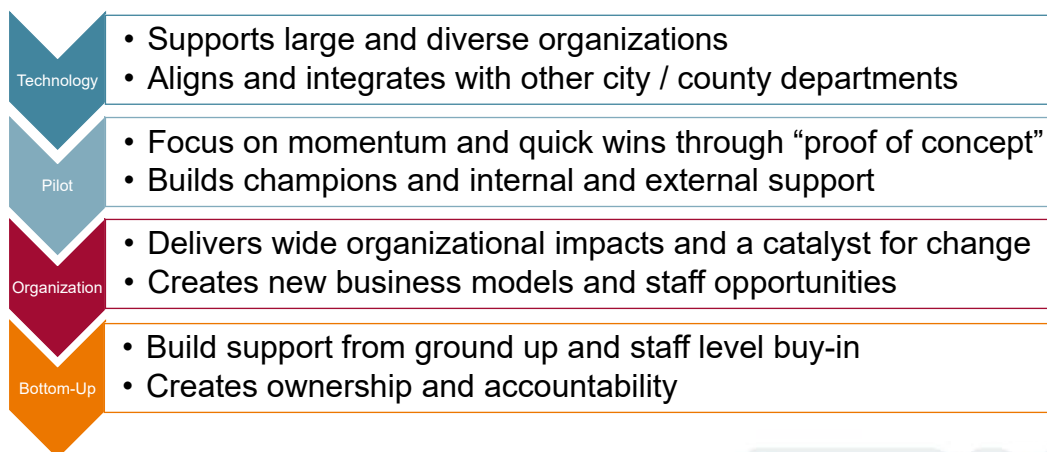 Technology
• Supports large and diverse organizations
• Aligns and integrates with other city / county departments
Pilot
• Focus on momentum and quick wins through “proof of concept”
• Builds champions and internal and external support
Organization
• Delivers wide organizational impacts and a catalyst for change
• Creates new business models and staff opportunities
Bottom-Up
• Build support from ground up and staff level buy-in
• Creates ownership and accountability